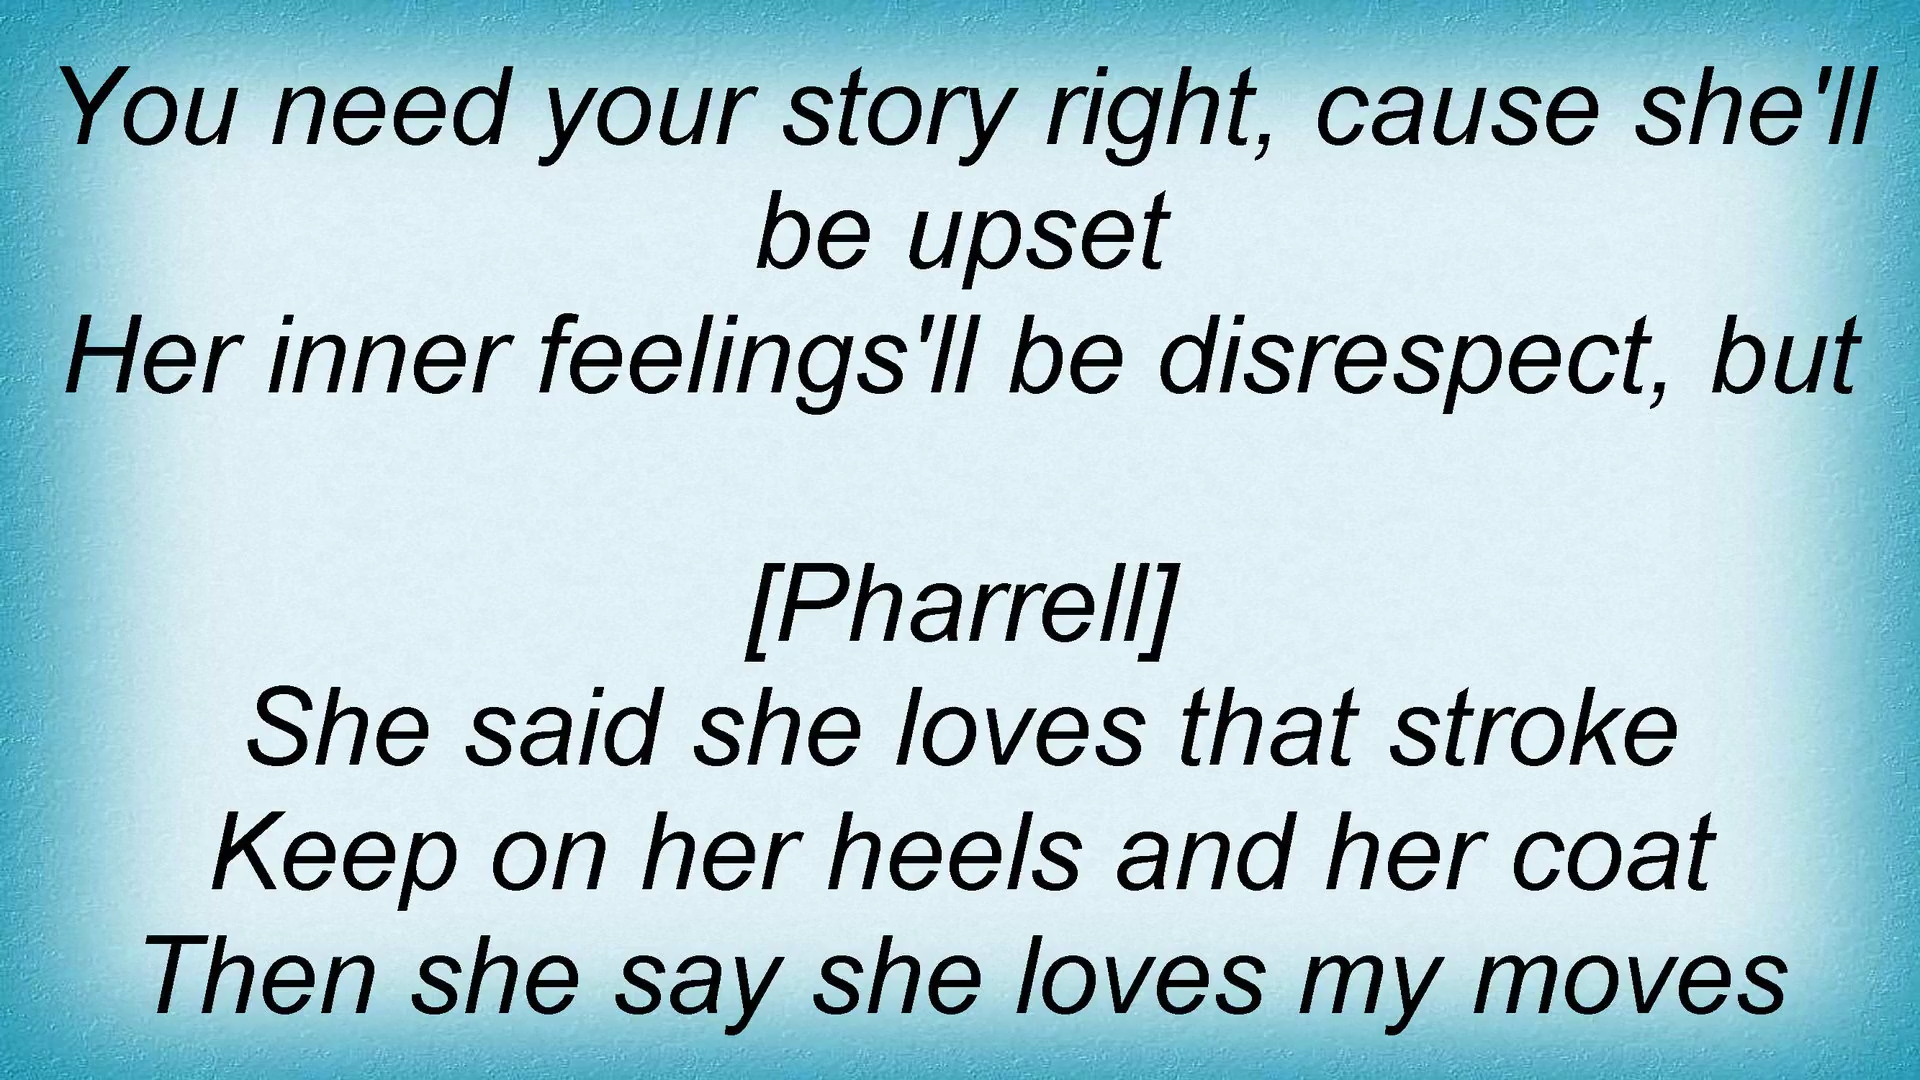 You need your story right, cause she'll
be upset
Her inner feelings'll be disrespect, but
[Pharrell]
She said she loves that stroke
Keep on her heels and her coat
Then she say she loves my moves